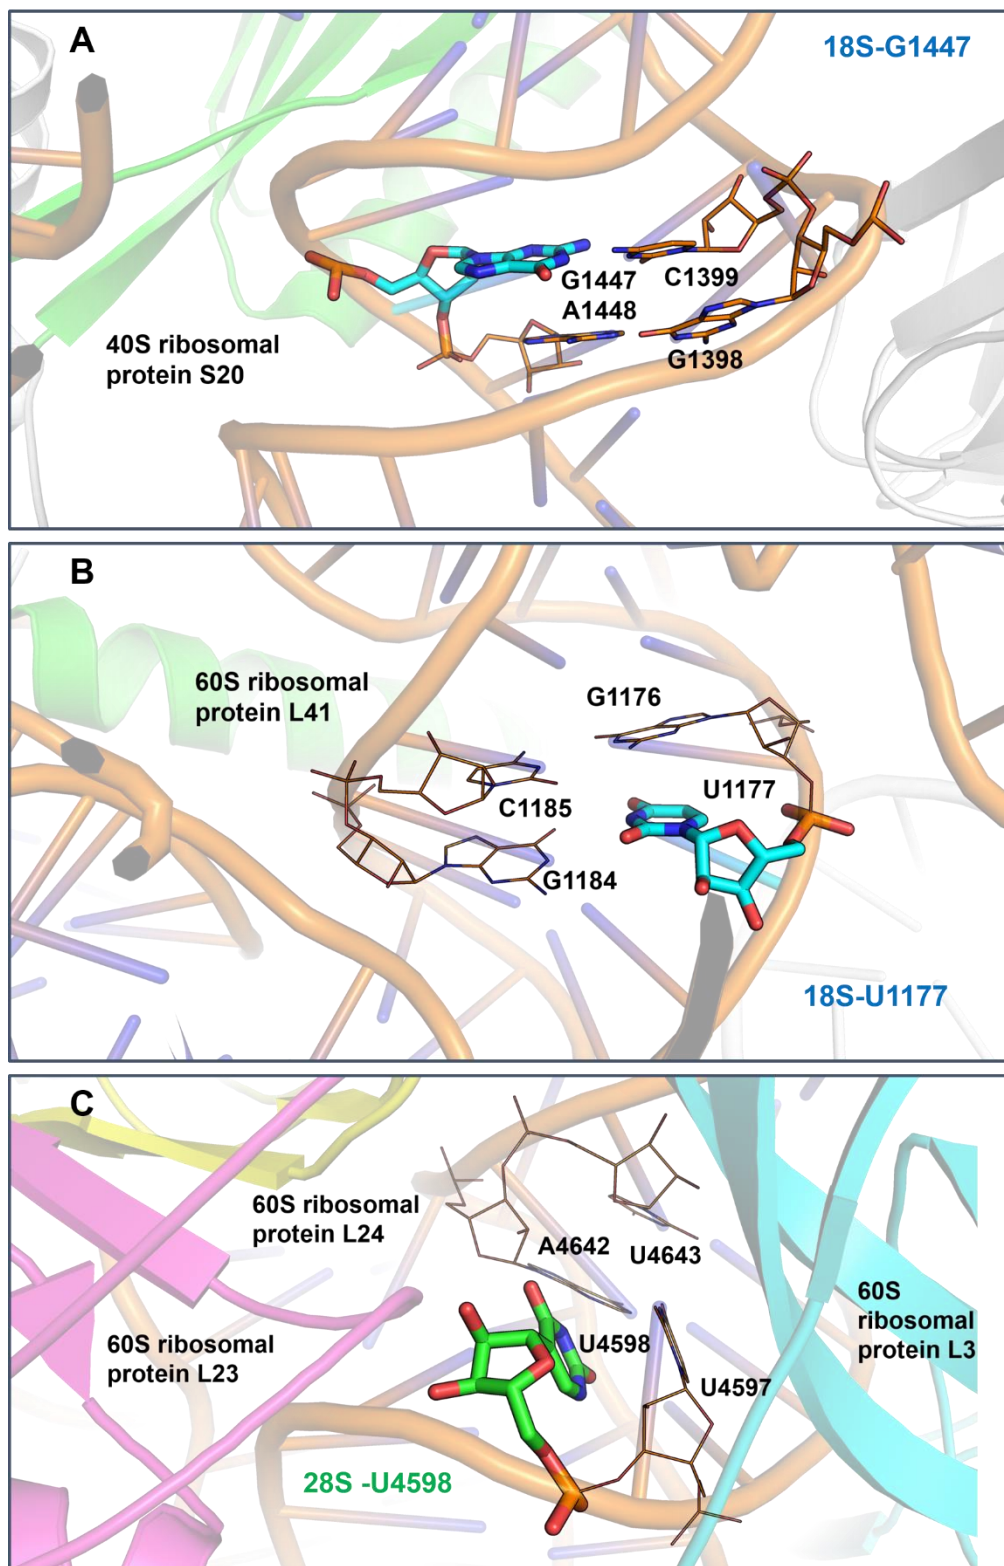 A
18S-G1447
G1447
C1399
A1448
G1398
40S ribosomal
protein S20
B
60S ribosomal
protein L41
G1176
U1177
C1185
G1184
18S-U1177
C
60S ribosomal
protein L24
A4642
U4643
60S
ribosomal
protein L3
60S ribosomal
protein L23
U4598
U4597
28S -U4598